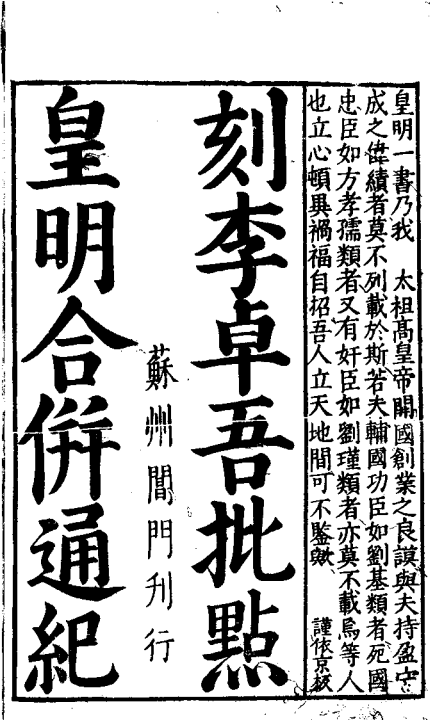 皇明一書乃我　太祖高皇帝開國創業之良謨與夫持盈守
成之偉績者莫不列載於斯若夫輔國功臣如劉基類者死國
忠臣如方孝孺類者又有奸臣如劉瑾類者亦莫不載焉等人
也立心頓異禍福自招吾人立天地間可不鑒歟　謹依京板
刻李卓吾批點
蘇州閶門刊行
皇明合併通紀